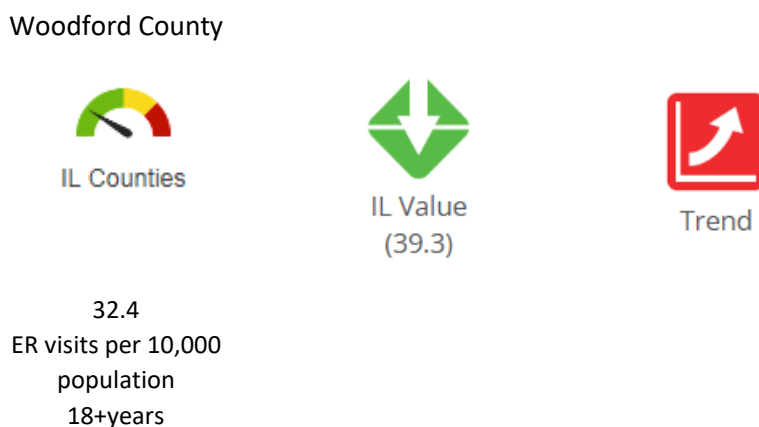 Woodford County
IL Counties
IL Value
(39.3)
Trend
32.4
ER visits per 10,000
population
18+years